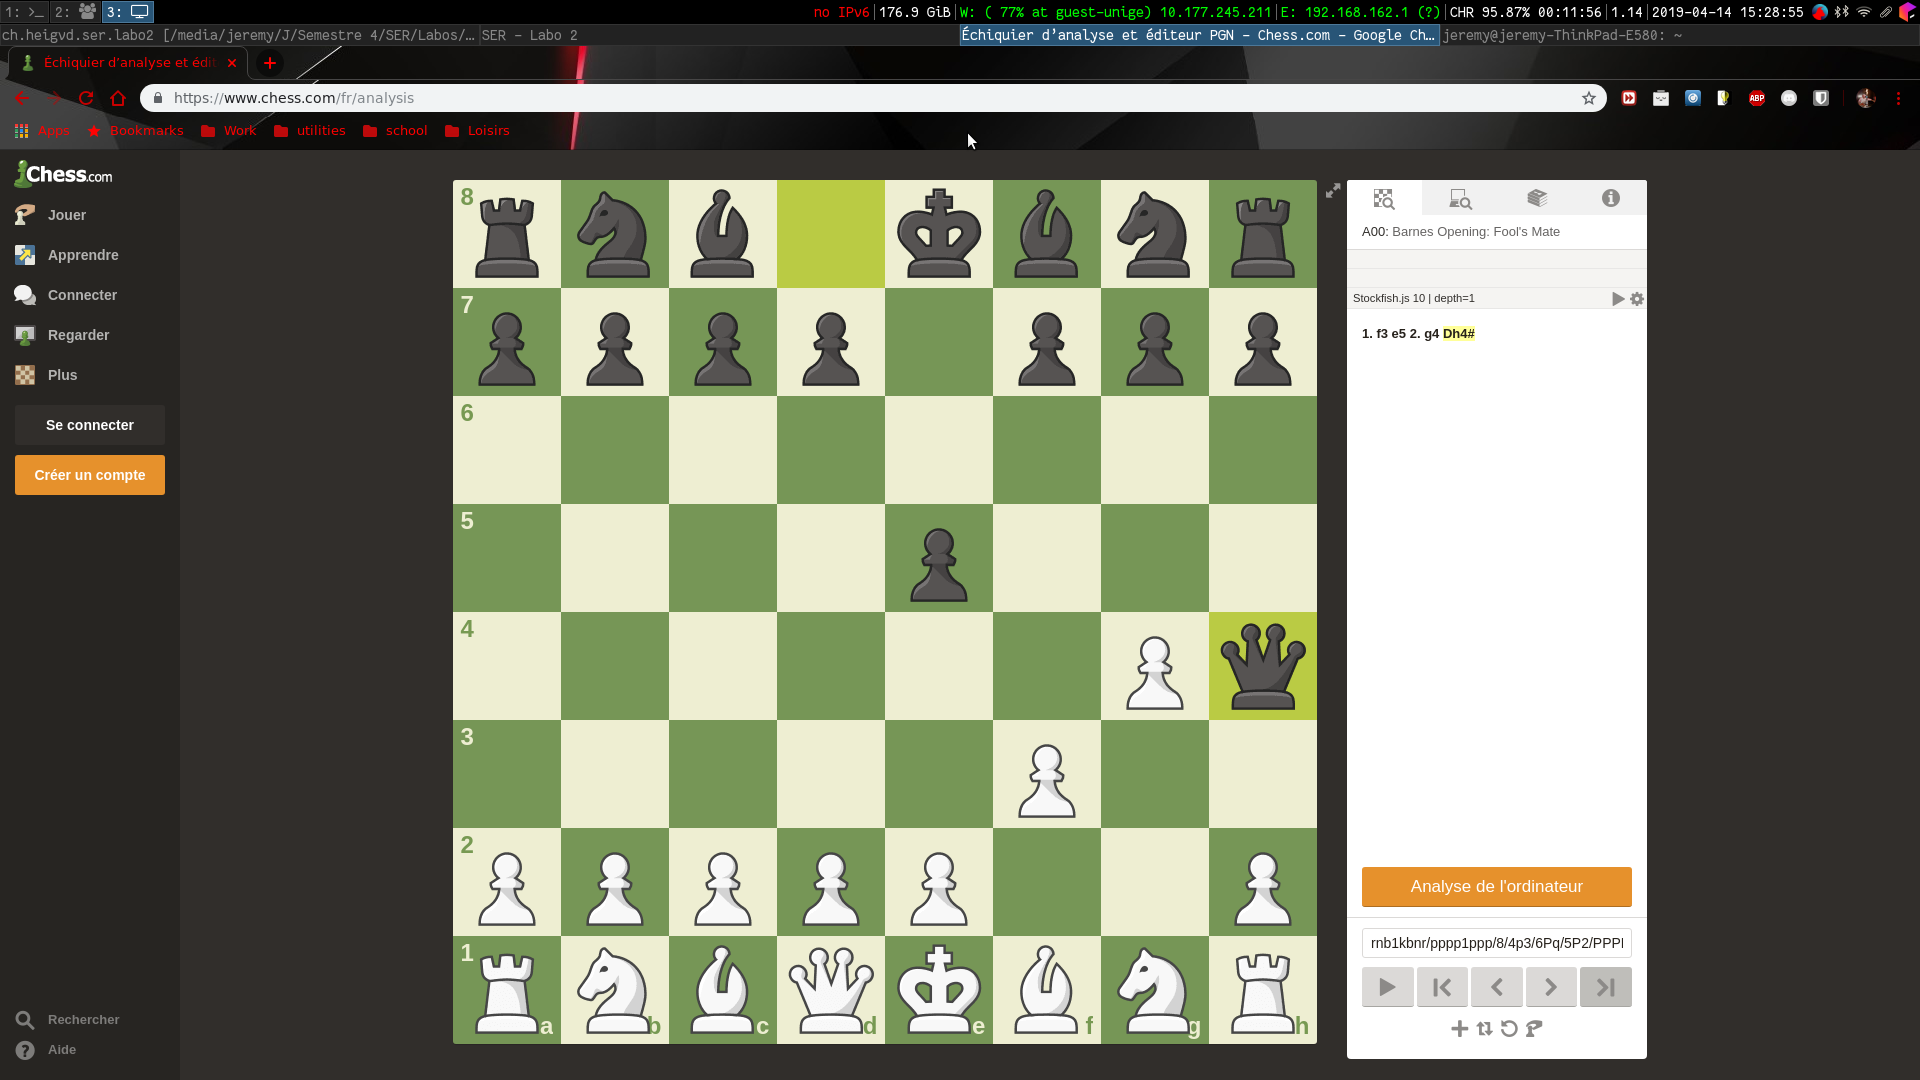 1: 2: 3: no IPv6 176.9 GiB W: ( 77% at guest-unige) 10.177.245.211 E: 192.168.162.1 (?) CHR 95.87% 00:11:56 1.14 2019-04-14 15:28:55
ch.heigvd.ser.labo2 [/media/jeremy/J/Semestre 4/SER/Labos/… SER - Labo 2 Échiquier d’analyse et éditeur PGN - Chess.com - Google Ch… jeremy@jeremy-ThinkPad-E580: ~
Échiquier d’analyse et édit
https://www.chess.com/fr/analysis
ABP
Apps Bookmarks Work utilities school Loisirs
Chess.com
Jouer
Apprendre
Connecter
Regarder
Plus
Se connecter
Créer un compte
Rechercher
Aide
8
7
6
5
4
3
2
1
a b c d e f g h
A00: Barnes Opening: Fool's Mate
Stockfish.js 10 | depth=1
1. f3 e5 2. g4 Dh4#
Analyse de l'ordinateur
rnb1kbnr/pppp1ppp/8/4p3/6Pq/5P2/PPPI